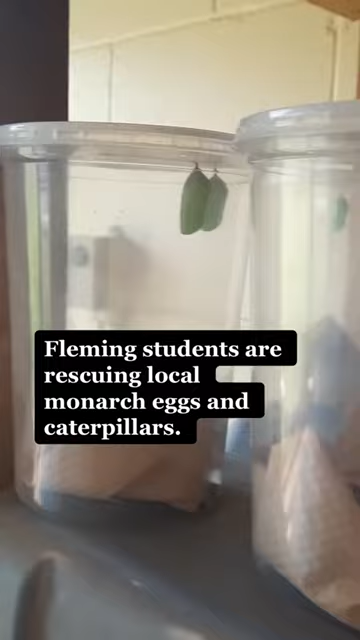 Fleming students are
rescuing local
monarch eggs and
caterpillars.